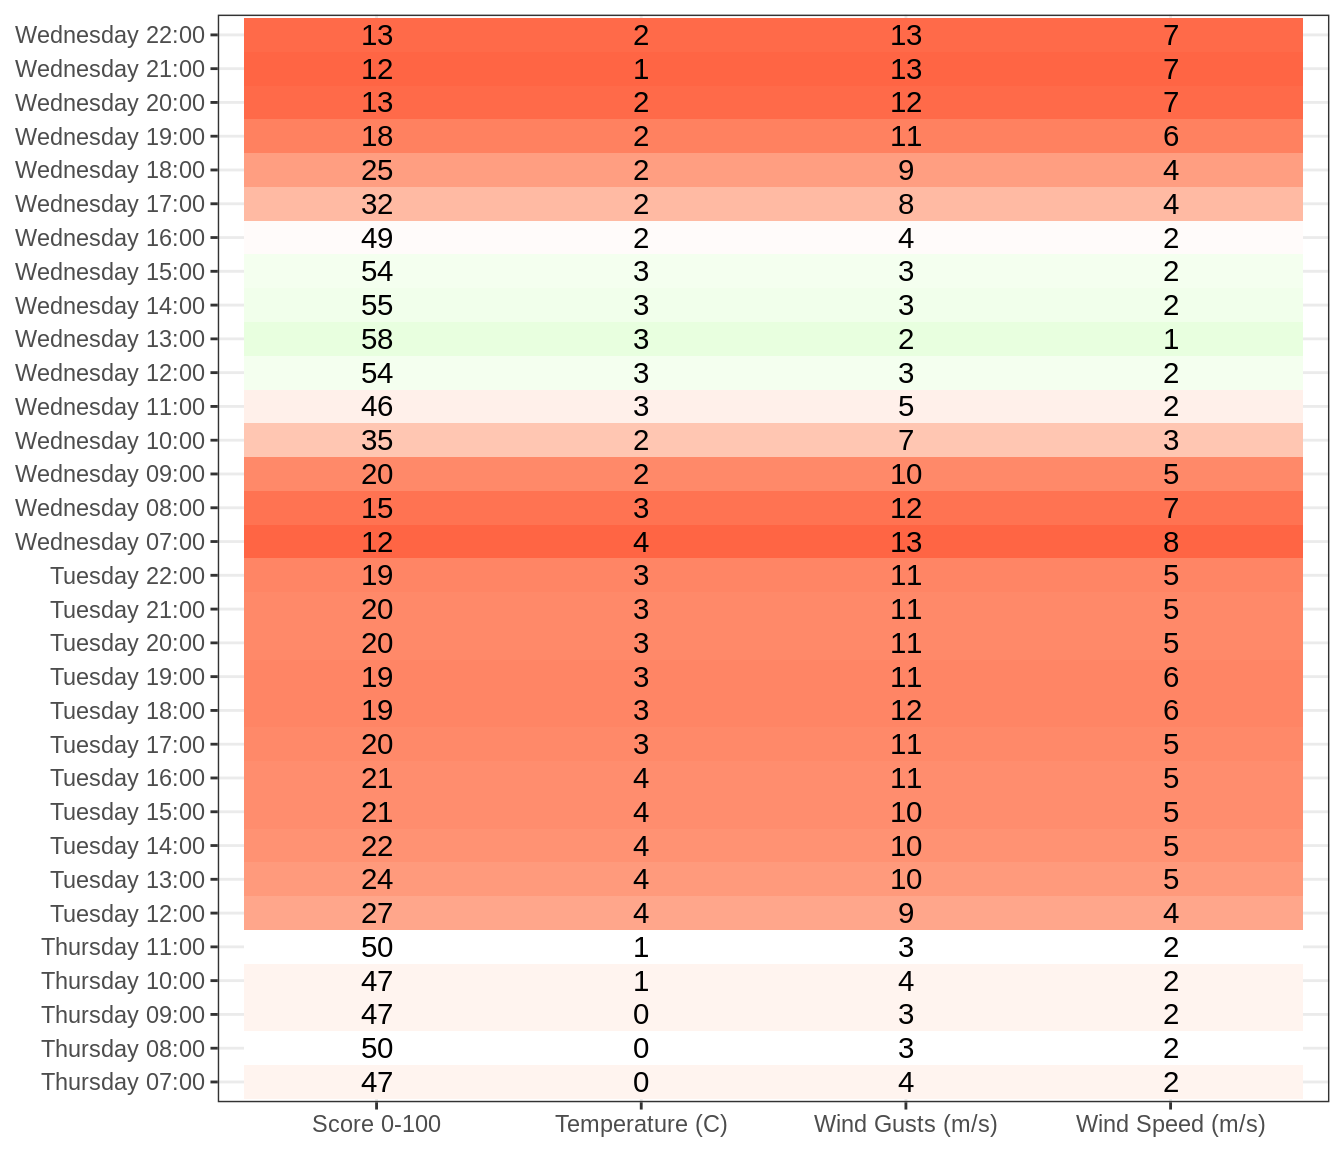 Wednesday 22:00 13 2 13 7
Wednesday 21:00 12 1 13 7
Wednesday 20:00 13 2 12 7
Wednesday 19:00 18 2 11 6
Wednesday 18:00 25 2 9 4
Wednesday 17:00 32 2 8 4
Wednesday 16:00 49 2 4 2
Wednesday 15:00 54 3 3 2
Wednesday 14:00 55 3 3 2
Wednesday 13:00 58 3 2 1
Wednesday 12:00 54 3 3 2
Wednesday 11:00 46 3 5 2
Wednesday 10:00 35 2 7 3
Wednesday 09:00 20 2 10 5
Wednesday 08:00 15 3 12 7
Wednesday 07:00 12 4 13 8
Tuesday 22:00 19 3 11 5
Tuesday 21:00 20 3 11 5
Tuesday 20:00 20 3 11 5
Tuesday 19:00 19 3 11 6
Tuesday 18:00 19 3 12 6
Tuesday 17:00 20 3 11 5
Tuesday 16:00 21 4 11 5
Tuesday 15:00 21 4 10 5
Tuesday 14:00 22 4 10 5
Tuesday 13:00 24 4 10 5
Tuesday 12:00 27 4 9 4
Thursday 11:00 50 1 3 2
Thursday 10:00 47 1 4 2
Thursday 09:00 47 0 3 2
Thursday 08:00 50 0 3 2
Thursday 07:00 47 0 4 2
Score 0-100 Temperature (C) Wind Gusts (m/s) Wind Speed (m/s)